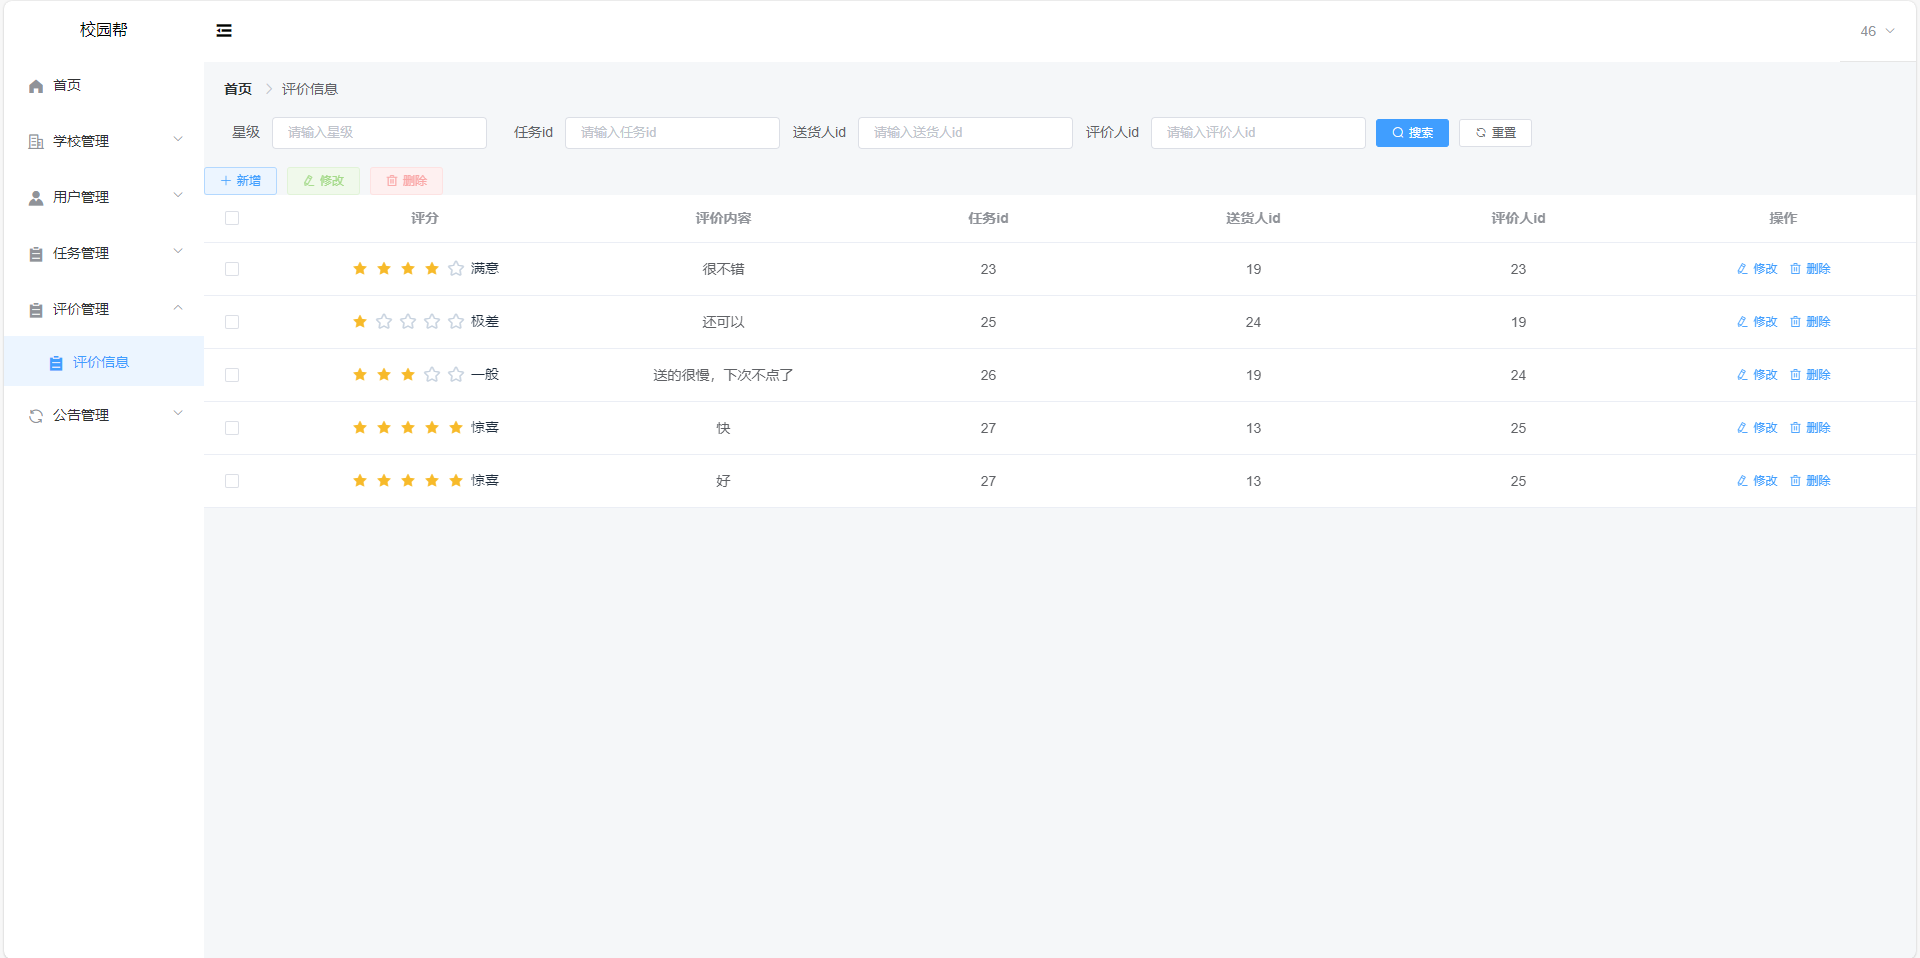 校园帮
46
首页
学校管理
用户管理
任务管理
评价管理
评价信息
公告管理
首页 评价信息
星级 请输入星级 任务id 请输入任务id 送货人id 请输入送货人id 评价人id 请输入评价人id 搜索 重置
新增 修改 删除
评分 评价内容 任务id 送货人id 评价人id 操作
满意 很不错 23 19 23 修改 删除
极差 还可以 25 24 19 修改 删除
一般 送的很慢，下次不点了 26 19 24 修改 删除
惊喜 快 27 13 25 修改 删除
惊喜 好 27 13 25 修改 删除